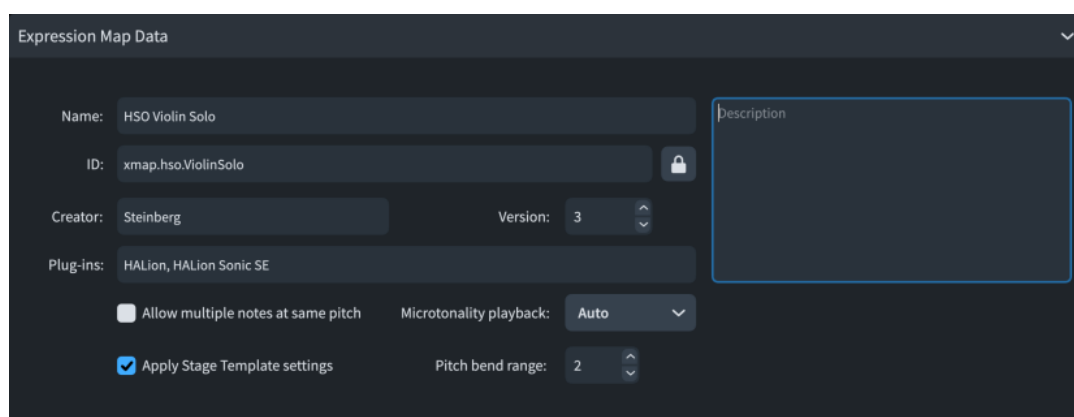 Expression Map Data
Name: HSO Violin Solo
Description
ID: xmap.hso.ViolinSolo
Creator: Steinberg Version: 3
Plug-ins: HALion, HALion Sonic SE
Allow multiple notes at same pitch Microtonality playback: Auto
Apply Stage Template settings Pitch bend range: 2